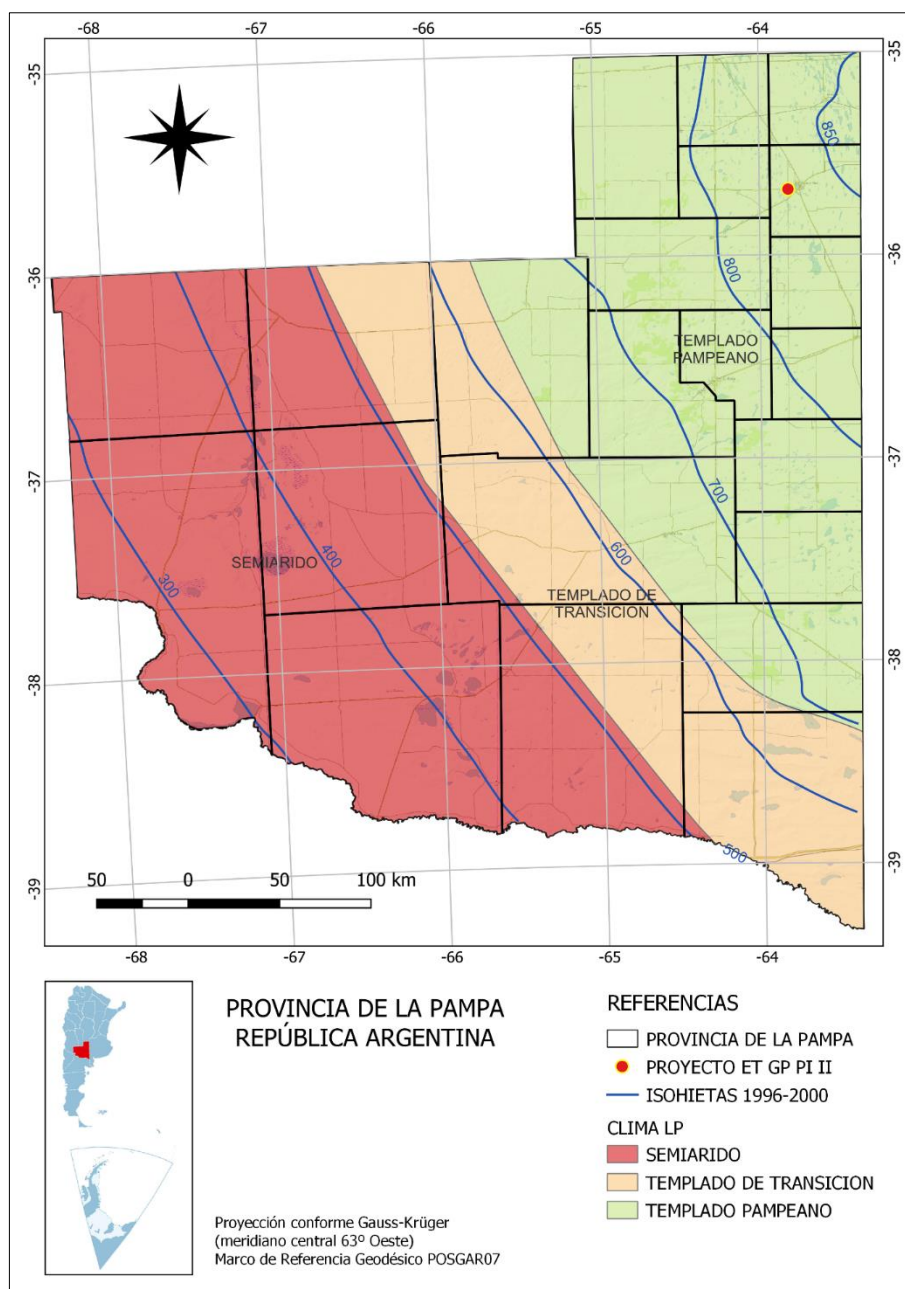 -68
-67
-66
-65
-64
-35
-35
850
800
-36
-36
TEMPLADO
PAMPEANO
-37
-37
700
600
400
SEMIARIDO
300
TEMPLADO DE
TRANSICION
-38
-38
500
-39
-39
50 0 50 100 km
-68
-67
-66
-65
-64
PROVINCIA DE LA PAMPA
REPÚBLICA ARGENTINA
REFERENCIAS
PROVINCIA DE LA PAMPA
PROYECTO ET GP PI II
ISOHIETAS 1996-2000
CLIMA LP
SEMIARIDO
TEMPLADO DE TRANSICION
TEMPLADO PAMPEANO
Proyección conforme Gauss-Krüger
(meridiano central 63º Oeste)
Marco de Referencia Geodésico POSGAR07